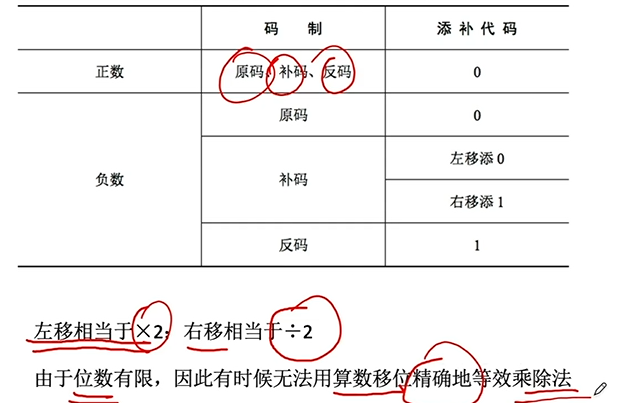 码 制 添补代码
正数 原码、补码、反码 0
负数 原码 0
补码 左移添 0
右移添 1
反码 1
左移相当于×2；右移相当于÷2
由于位数有限，因此有时候无法用算数移位精确地等效乘除法